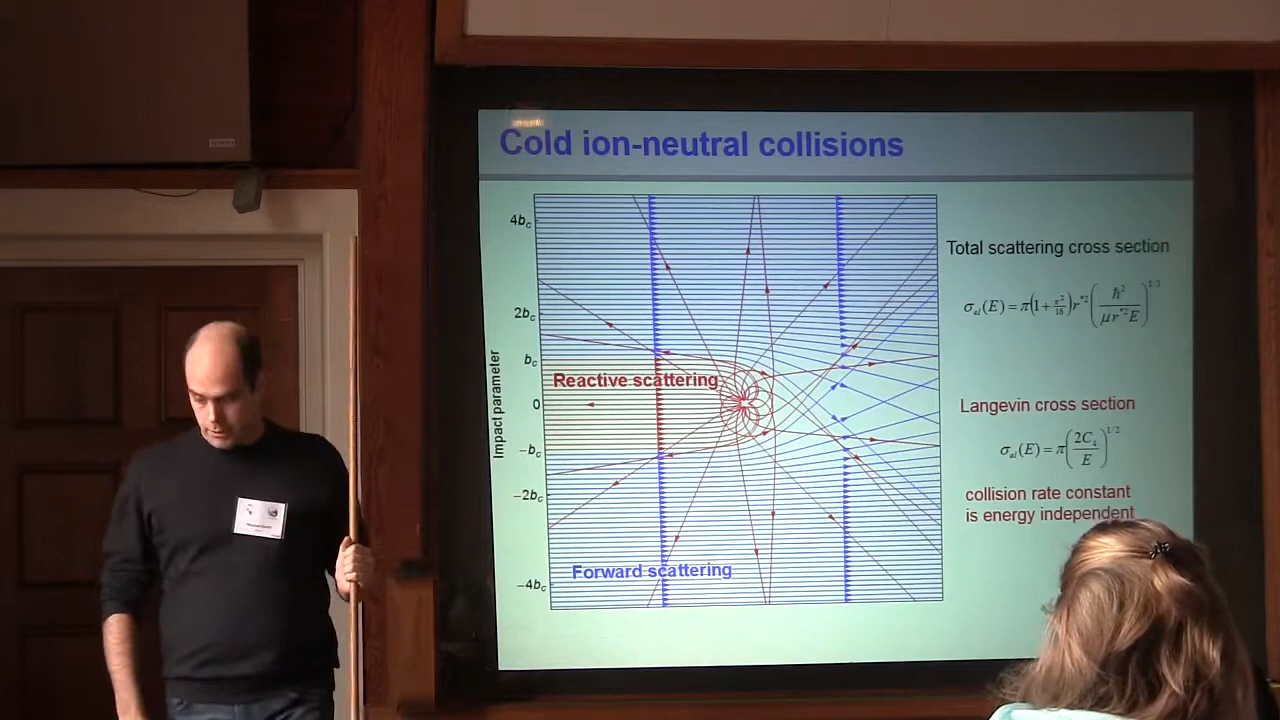 Cold ion-neutral collisions
4b_c
2b_c
b_c
0
−b_c
−2b_c
−4b_c
Impact parameter
Reactive scattering
Forward scattering
Total scattering cross section
σ_el(E) = π(1 + π²/16) r*² (ħ² / μr*²E)^1/3
Langevin cross section
σ_el(E) = π(2C₄ / E)^1/2
collision rate constant
is energy independent